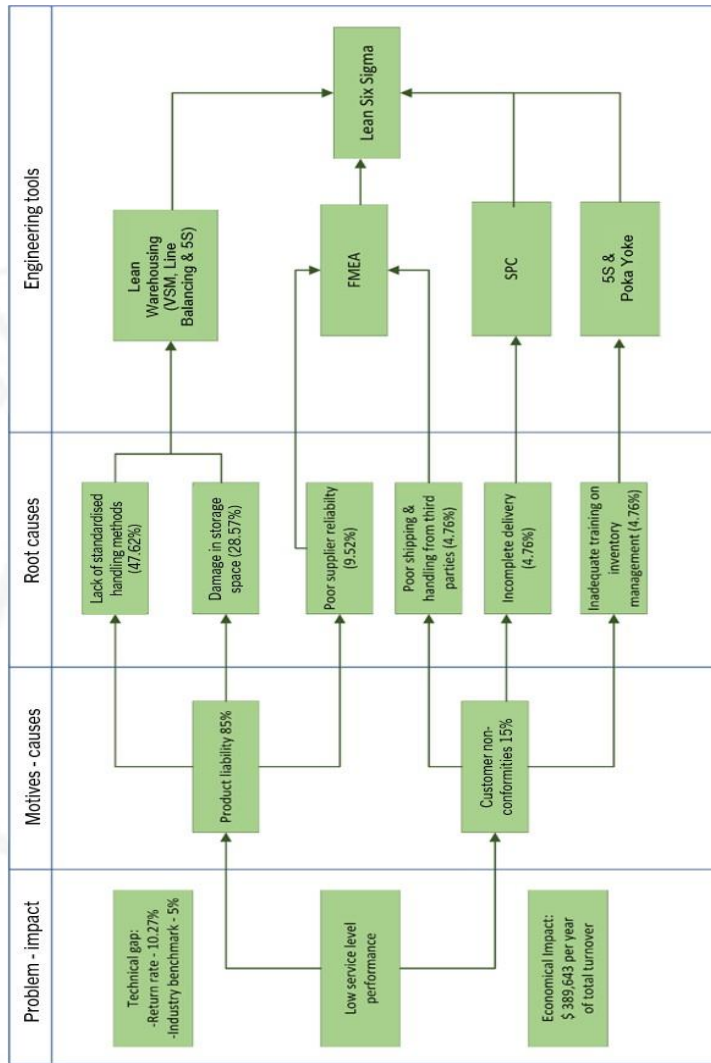 Problem - impact
Motives - causes
Root causes
Engineering tools
Technical gap:
-Return rate - 10.27%
-Industry benchmark - 5%
Low service level
performance
Economical Impact:
$ 389,643 per year
of total turnover
Product liability 85%
Customer non-
conformities 15%
Lack of standardised
handling methods
(47.62%)
Damage in storage
space (28.57%)
Poor supplier reliabilty
(9.52%)
Poor shipping &
handling from third
parties (4.76%)
Incomplete delivery
(4.76%)
Inadequate training on
inventory
management (4.76%)
Lean
Warehousing
(VSM, Line
Balancing & 5S)
FMEA
SPC
5S &
Poka Yoke
Lean Six Sigma